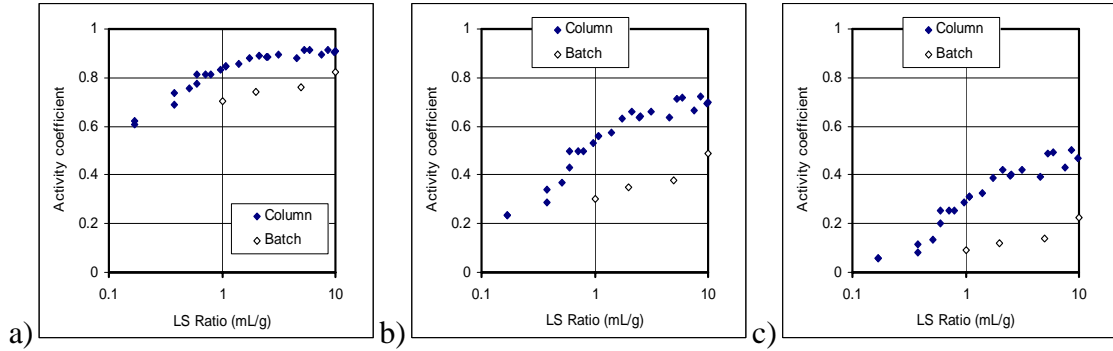 a)
Activity coefficient
1
0.8
0.6
0.4
0.2
0
0.1
1
10
LS Ratio (mL/g)
Column
Batch
b)
Activity coefficient
1
0.8
0.6
0.4
0.2
0
0.1
1
10
LS Ratio (mL/g)
Column
Batch
c)
Activity coefficient
1
0.8
0.6
0.4
0.2
0
0.1
1
10
LS Ratio (mL/g)
Column
Batch